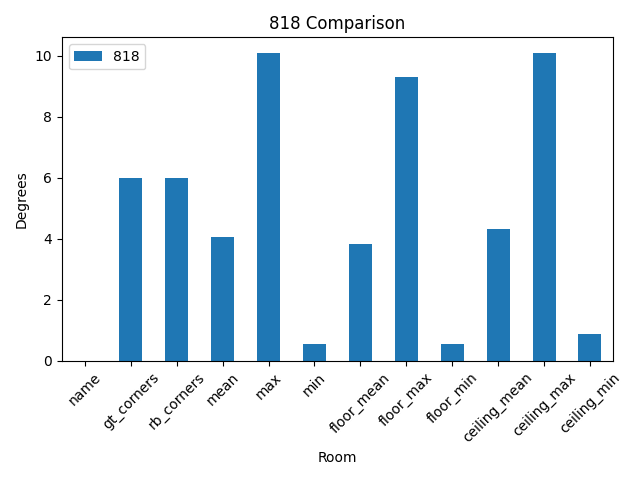 818 Comparison
818
10
8
6
4
2
0
Degrees
name
gt_corners
rb_corners
mean
max
min
floor_mean
floor_max
floor_min
ceiling_mean
ceiling_max
ceiling_min
Room